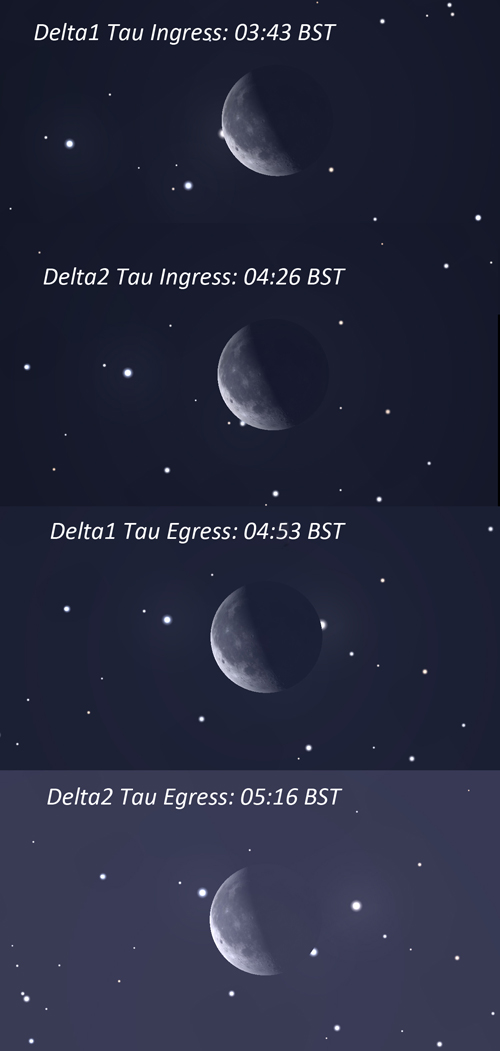 Delta1 Tau Ingress: 03:43 BST
Delta2 Tau Ingress: 04:26 BST
Delta1 Tau Egress: 04:53 BST
Delta2 Tau Egress: 05:16 BST